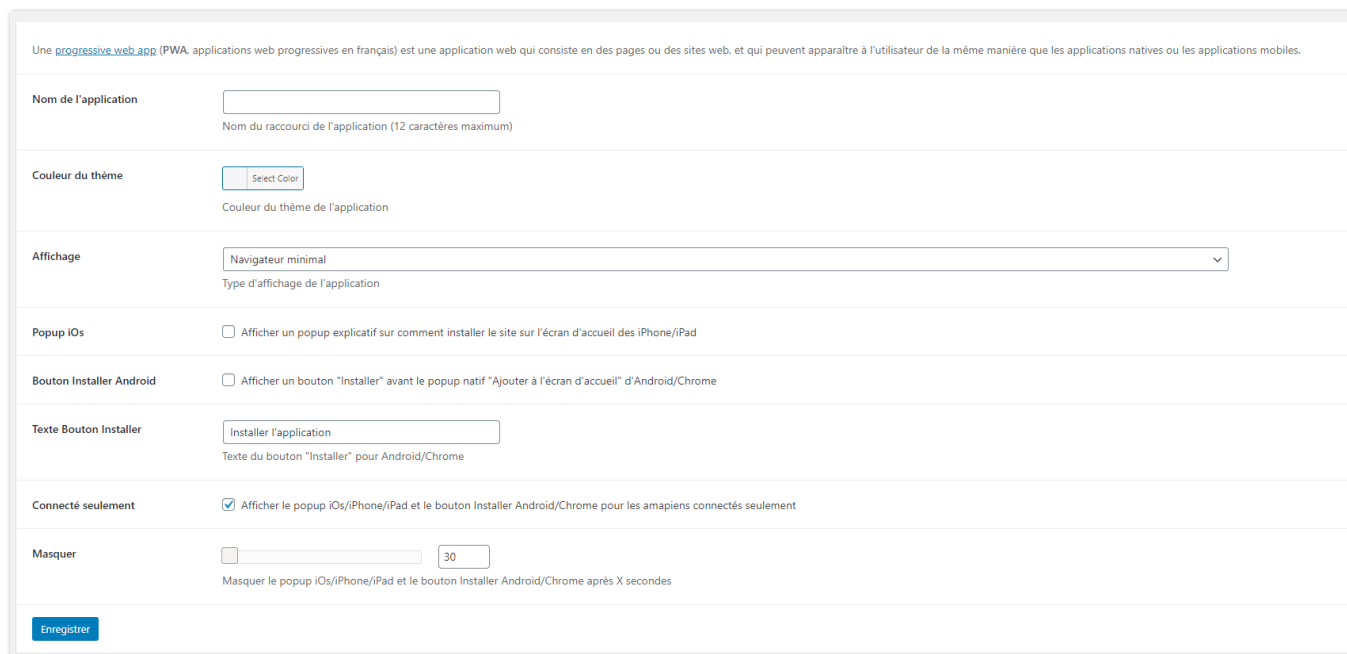 Une progressive web app (PWA, applications web progressives en français) est une application web qui consiste en des pages ou des sites web, et qui peuvent apparaître à l'utilisateur de la même manière que les applications natives ou les applications mobiles.
Nom de l'application
Nom du raccourci de l'application (12 caractères maximum)
Couleur du thème
Select Color
Couleur du thème de l'application
Affichage
Navigateur minimal
Type d'affichage de l'application
Popup iOs
Afficher un popup explicatif sur comment installer le site sur l'écran d'accueil des iPhone/iPad
Bouton Installer Android
Afficher un bouton "Installer" avant le popup natif "Ajouter à l'écran d'accueil" d'Android/Chrome
Texte Bouton Installer
Installer l'application
Texte du bouton "Installer" pour Android/Chrome
Connecté seulement
Afficher le popup iOs/iPhone/iPad et le bouton Installer Android/Chrome pour les amapiens connectés seulement
Masquer
30
Masquer le popup iOs/iPhone/iPad et le bouton Installer Android/Chrome après X secondes
Enregistrer